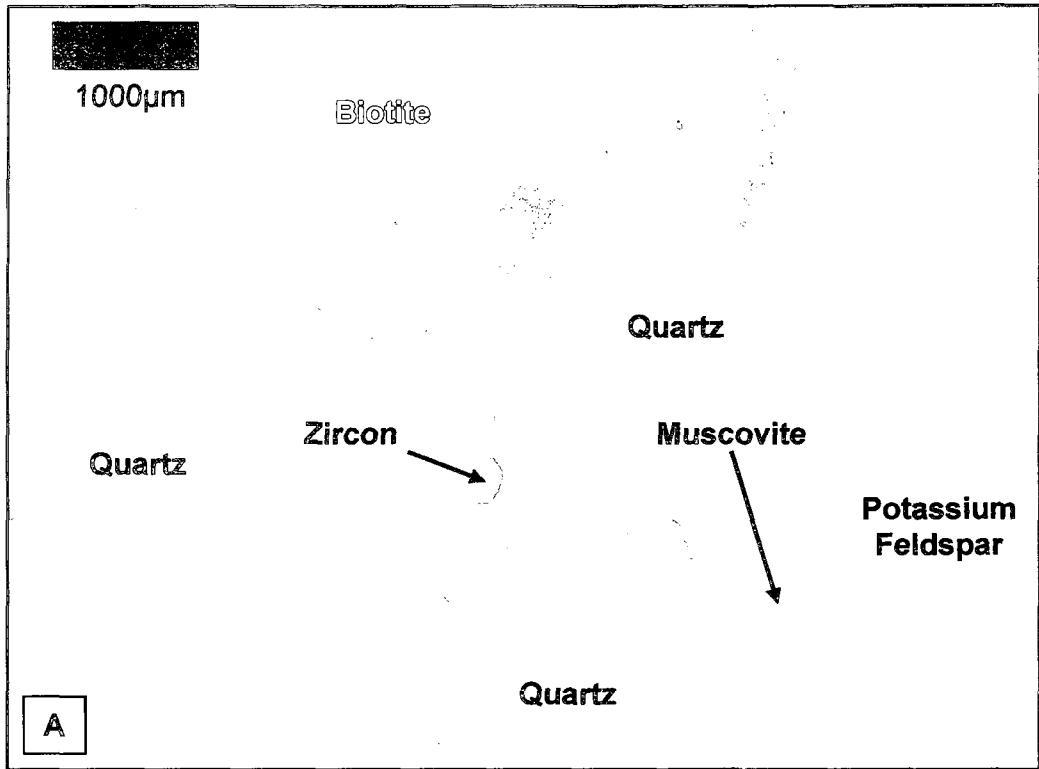 1000µm
Biotite
Quartz
Zircon
Muscovite
Quartz
Potassium
Feldspar
Quartz
A